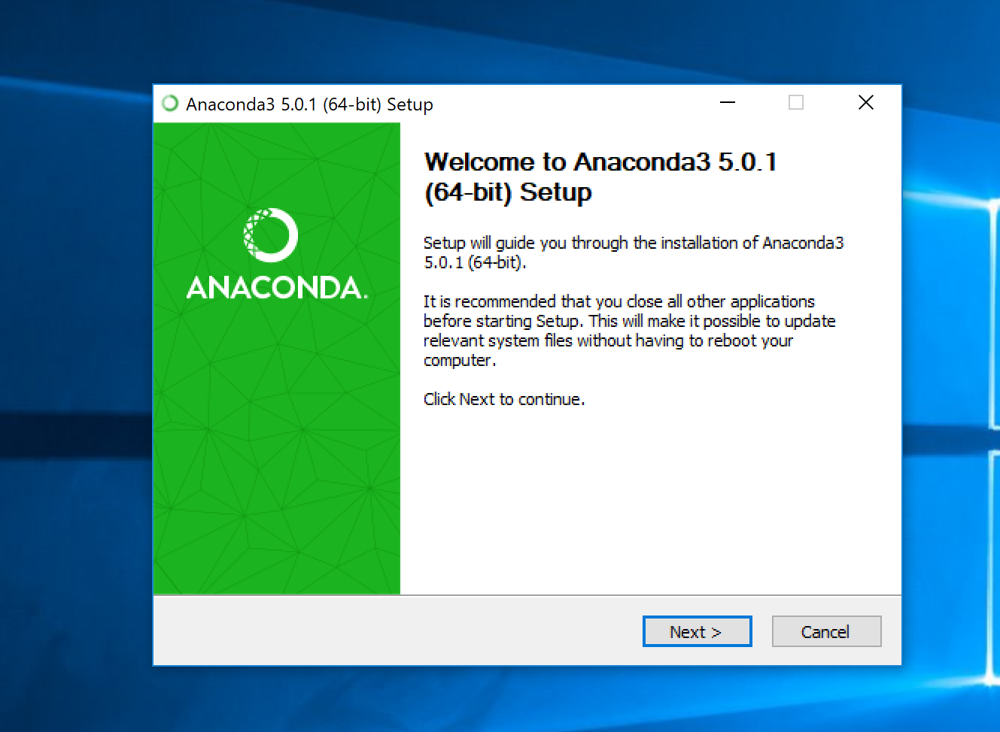 Anaconda3 5.0.1 (64-bit) Setup
Welcome to Anaconda3 5.0.1
(64-bit) Setup
ANACONDA.
Setup will guide you through the installation of Anaconda3
5.0.1 (64-bit).
It is recommended that you close all other applications
before starting Setup. This will make it possible to update
relevant system files without having to reboot your
computer.
Click Next to continue.
Next >
Cancel